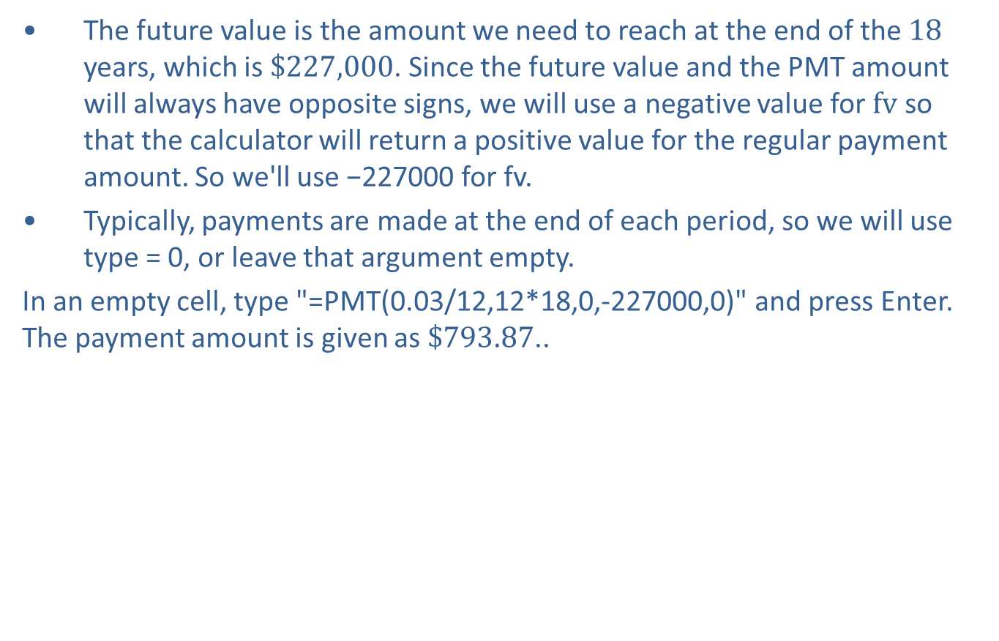 • The future value is the amount we need to reach at the end of the 18
years, which is $227,000. Since the future value and the PMT amount
will always have opposite signs, we will use a negative value for fv so
that the calculator will return a positive value for the regular payment
amount. So we'll use −227000 for fv.
• Typically, payments are made at the end of each period, so we will use
type = 0, or leave that argument empty.
In an empty cell, type "=PMT(0.03/12,12*18,0,-227000,0)" and press Enter.
The payment amount is given as $793.87..